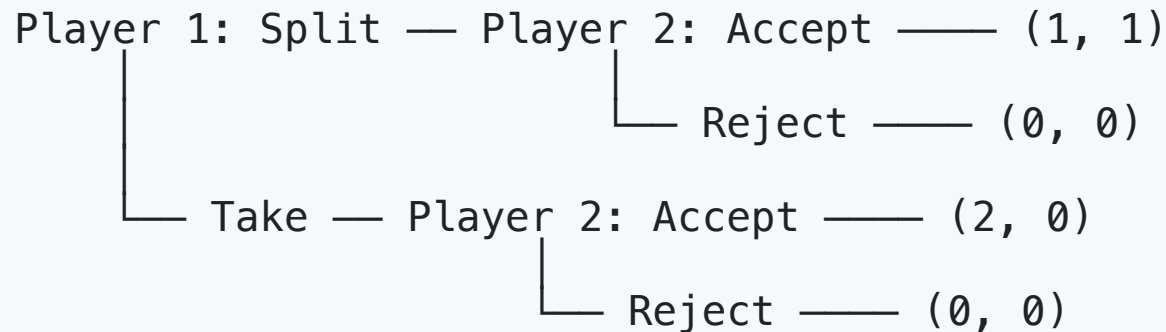 Player 1: Split ── Player 2: Accept ──── (1, 1)
└── Reject ──── (0, 0)
└── Take ── Player 2: Accept ──── (2, 0)
└── Reject ──── (0, 0)